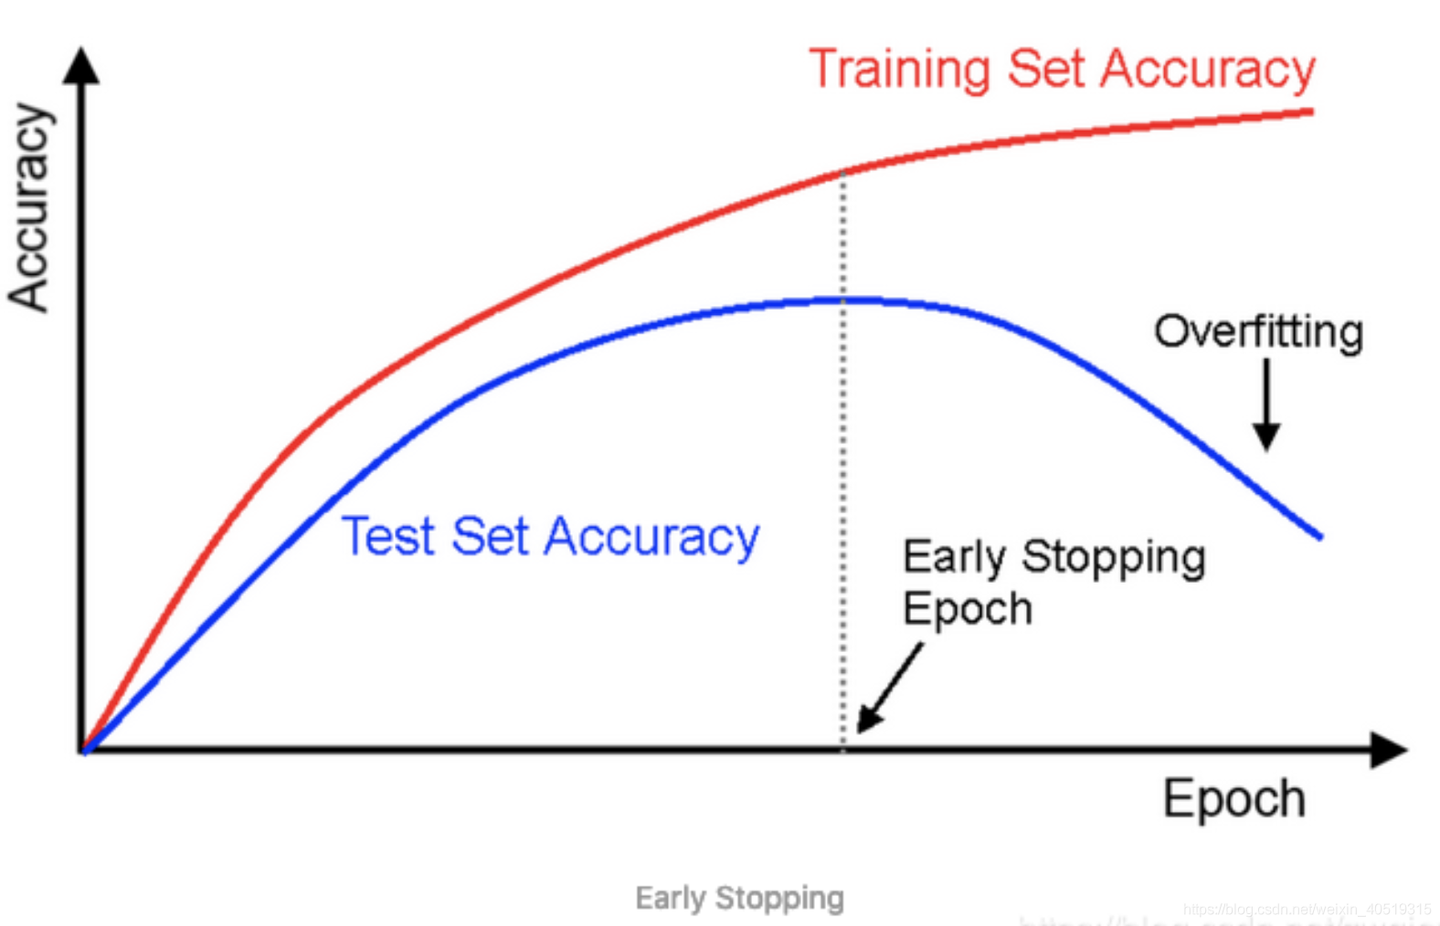 Training Set Accuracy
Accuracy
Overfitting
Test Set Accuracy
Early Stopping
Epoch
Epoch
Early Stopping
https://blog.csdn.net/weixin_40519315